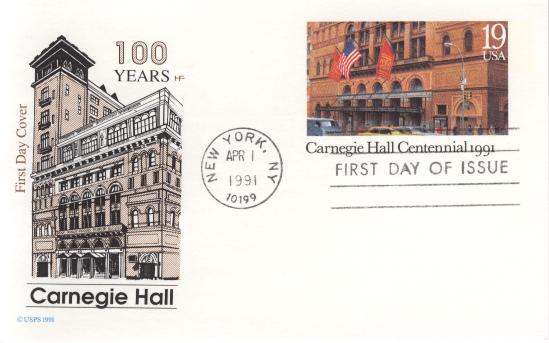 100
YEARS HF
First Day Cover
Carnegie Hall
© USPS 1991
NEW YORK, NY
APR 1
1991
10199
19
USA
Carnegie Hall Centennial 1991
FIRST DAY OF ISSUE